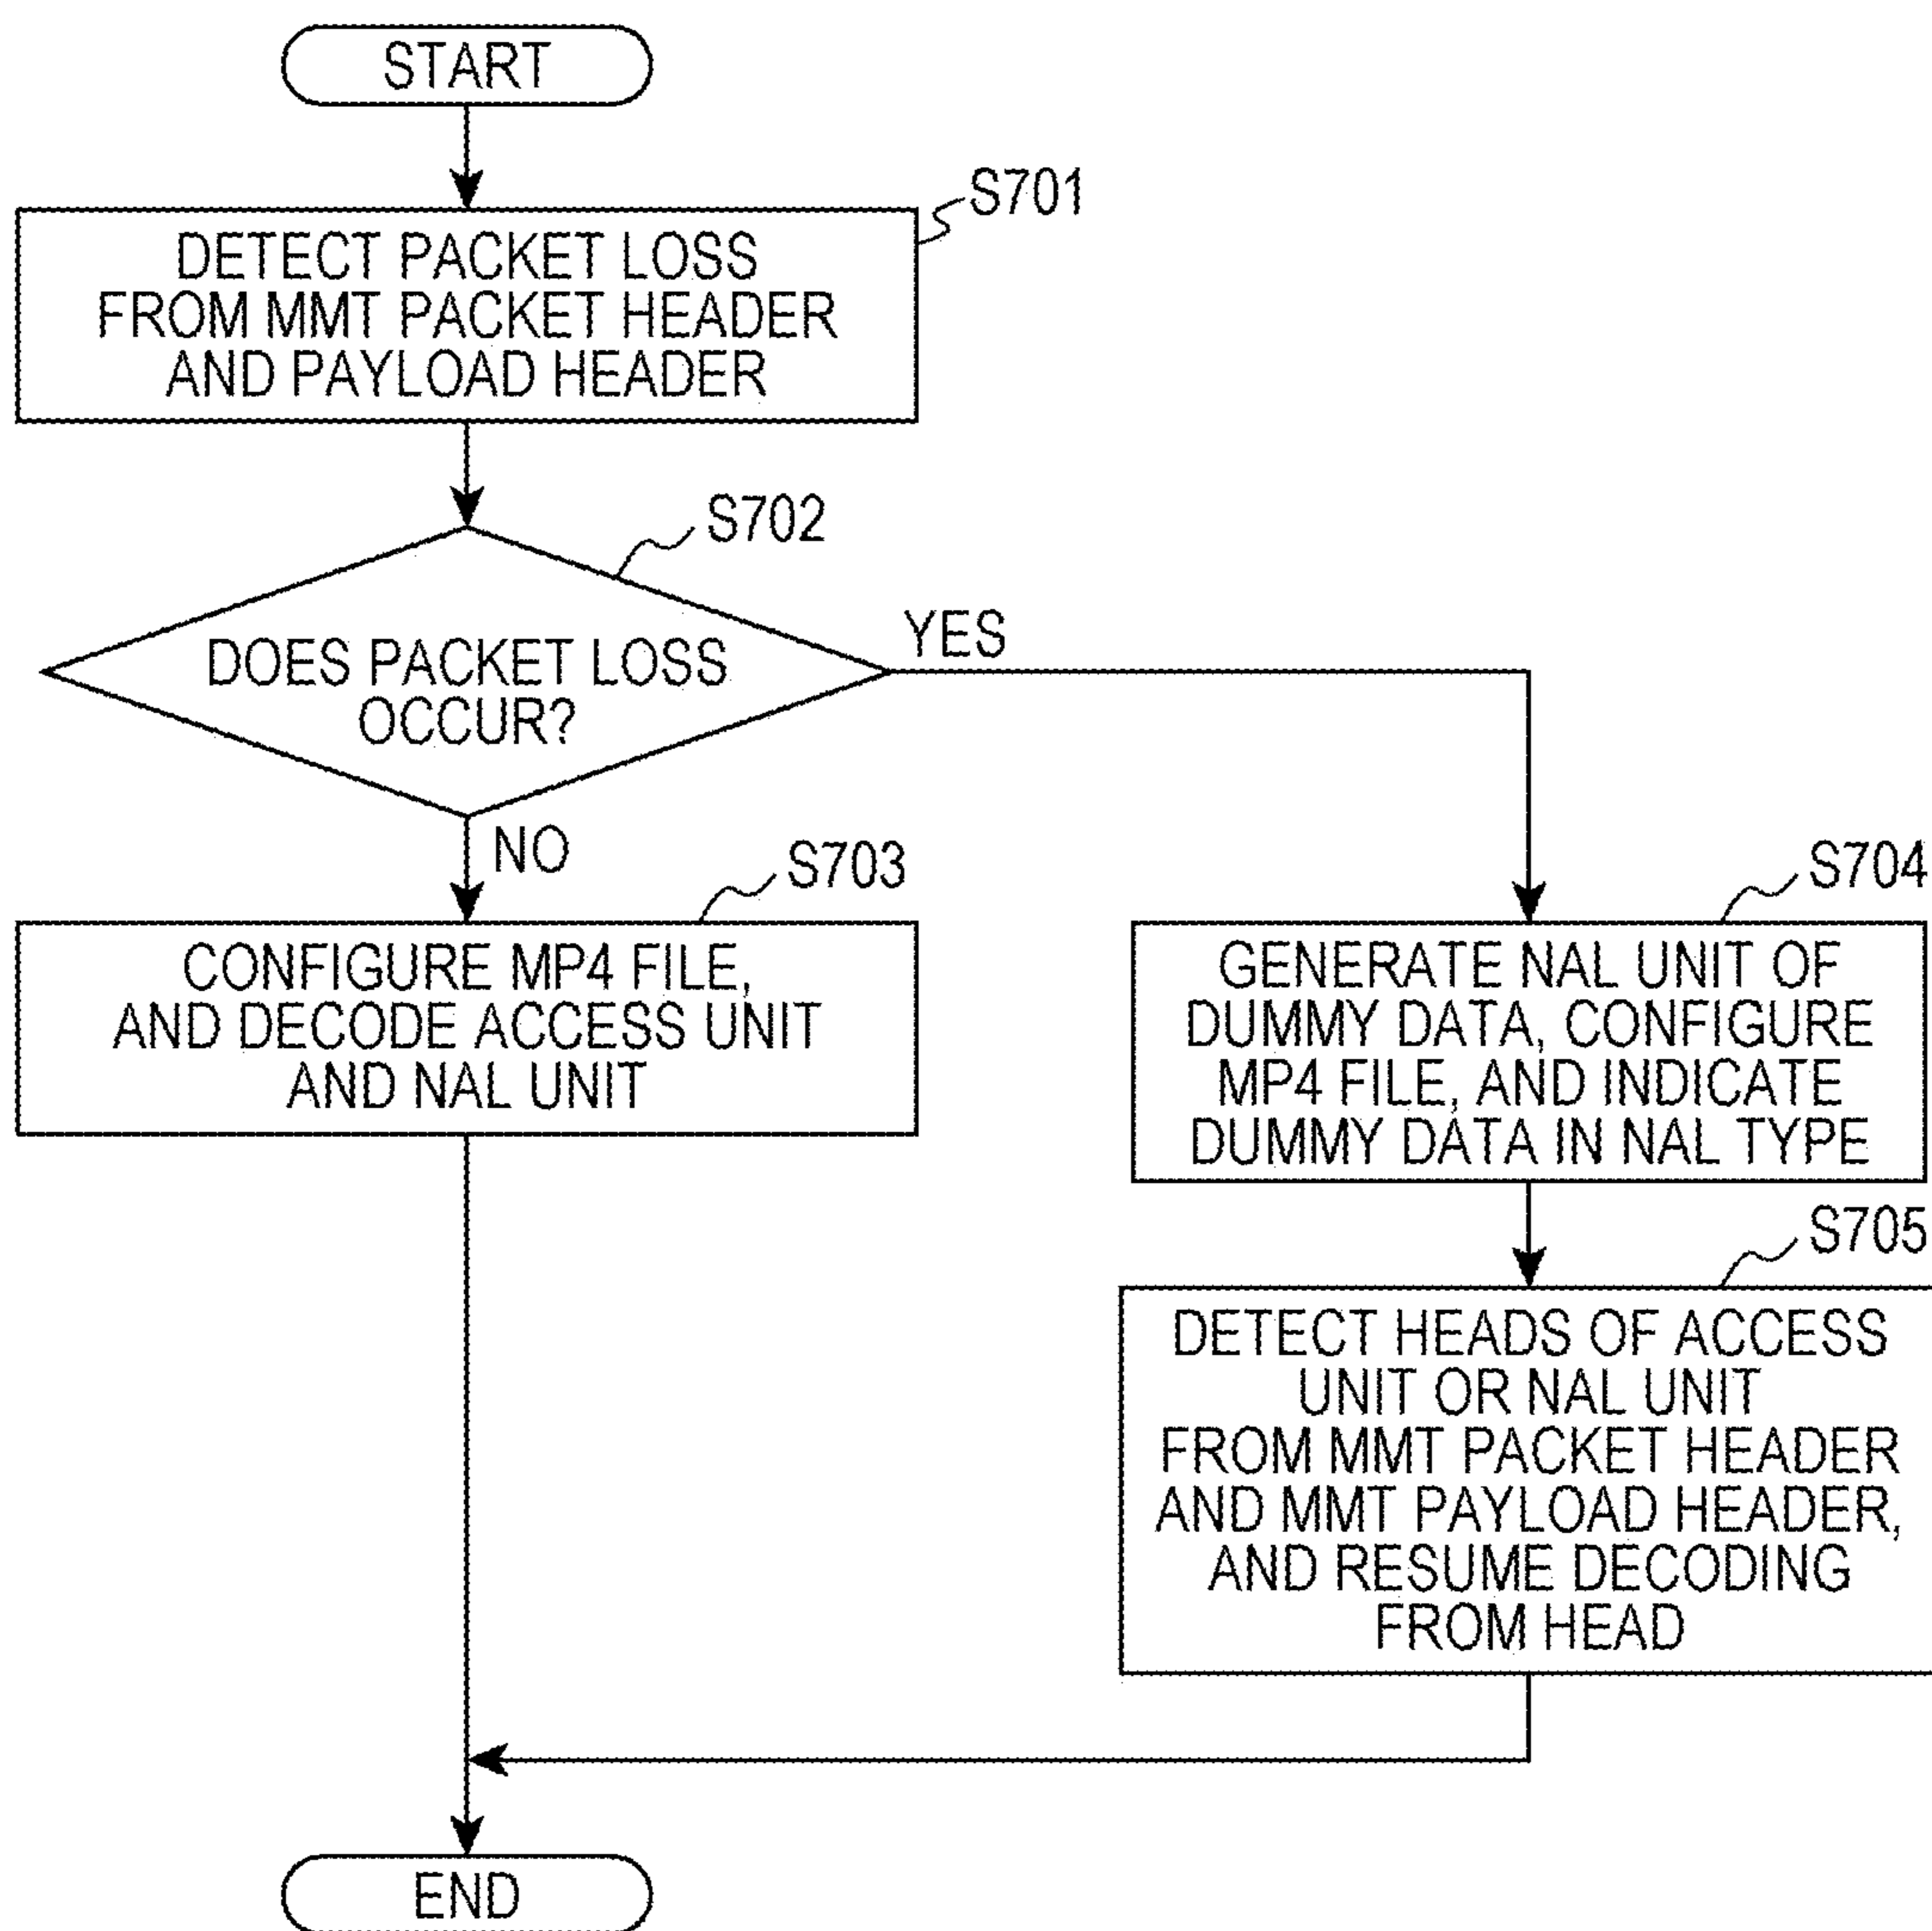 START
S701
DETECT PACKET LOSS
FROM MMT PACKET HEADER
AND PAYLOAD HEADER
S702
DOES PACKET LOSS
OCCUR?
YES
NO
S703
CONFIGURE MP4 FILE,
AND DECODE ACCESS UNIT
AND NAL UNIT
S704
GENERATE NAL UNIT OF
DUMMY DATA, CONFIGURE
MP4 FILE, AND INDICATE
DUMMY DATA IN NAL TYPE
S705
DETECT HEADS OF ACCESS
UNIT OR NAL UNIT
FROM MMT PACKET HEADER
AND MMT PAYLOAD HEADER,
AND RESUME DECODING
FROM HEAD
END